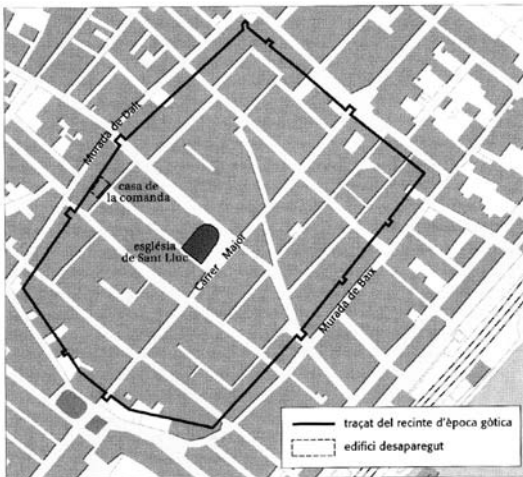 Murada de Dalt
casa de
la comanda
església
de Sant Lluc
Carrer Major
Murada de Baix
traçat del recinte d'època gòtica
edifici desaparegut